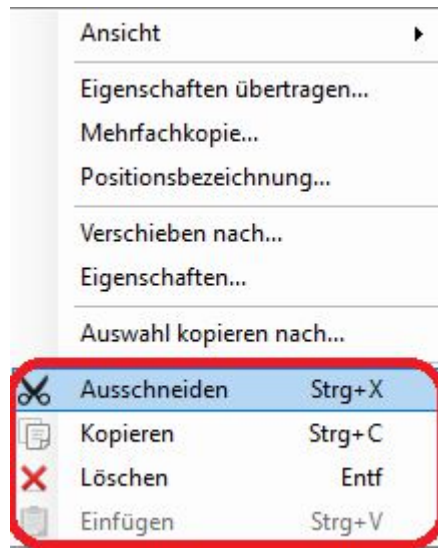 Ansicht
Eigenschaften übertragen...
Mehrfachkopie...
Positionsbezeichnung...
Verschieben nach...
Eigenschaften...
Auswahl kopieren nach...
Ausschneiden Strg+X
Kopieren Strg+C
Löschen Entf
Einfügen Strg+V